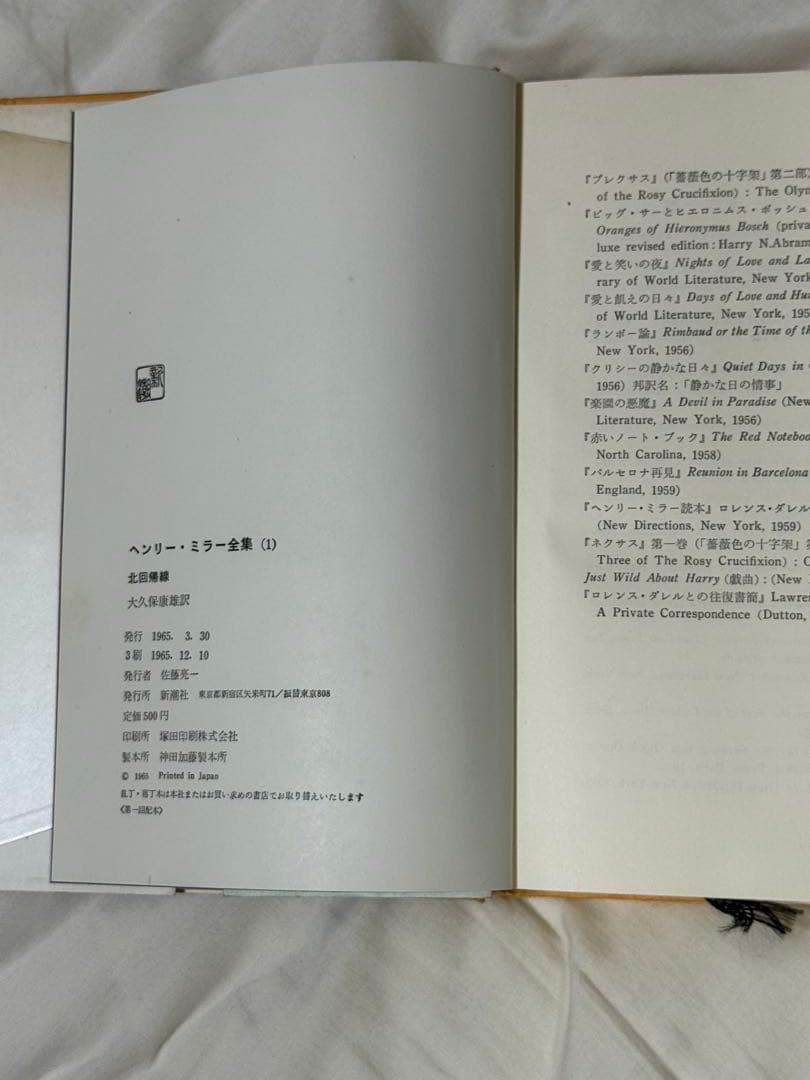 ヘンリー・ミラー全集(1)
北回帰線
大久保康雄訳
発行 1965. 3. 30
3刷 1965. 12. 10
発行者 佐藤亮一
発行所 新潮社 東京都新宿区矢来町71/振替東京808
定価500円
印刷所 塚田印刷株式会社
製本所 神田加藤製本所
© 1965 Printed in Japan
乱丁・落丁本は本社またはお買い求めの書店でお取り替えいたします
〈第一回配本〉
『プレクサス』(「薔薇色の十字架」第二部)
of the Rosy Crucifixion) : The Olym
『ビッグ・サーとヒエロニムス・ボッシュ
Oranges of Hieronymus Bosch (priva
luxe revised edition: Harry N.Abram
『愛と笑いの夜』Nights of Love and La
rary of World Literature, New York
『愛と飢えの日々』Days of Love and Hu
of World Literature, New York, 195
『ランボー論』Rimbaud or the Time of th
New York, 1956)
『クリシーの静かな日々』Quiet Days in
1956) 邦訳名:「静かな日の情事」
『楽園の悪魔』A Devil in Paradise (New
Literature, New York, 1956)
『赤いノート・ブック』The Red Noteboo
North Carolina, 1958)
『バルセロナ再見』Reunion in Barcelona
England, 1959)
『ヘンリー・ミラー読本』ロレンス・ダレル
(New Directions, New York, 1959)
『ネクサス』第一巻(「薔薇色の十字架」
Three of The Rosy Crucifixion) :
Just Wild About Harry (戯曲) : (New
『ロレンス・ダレルとの往復書簡』Lawren
A Private Correspondence (Dutton,